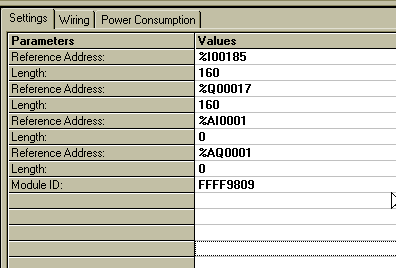 Settings Wiring Power Consumption
Parameters Values
Reference Address: %I00185
Length: 160
Reference Address: %Q00017
Length: 160
Reference Address: %AI0001
Length: 0
Reference Address: %AQ0001
Length: 0
Module ID: FFFF9809